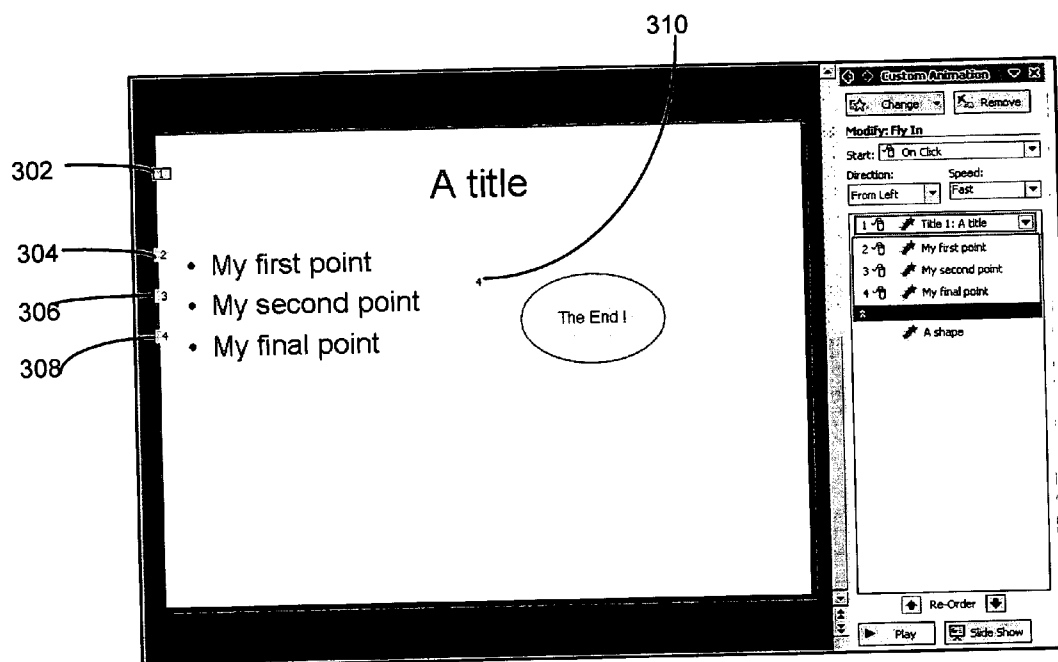 310
Custom Animation
Change Remove
Modify: Fly In
Start: On Click
Direction: Speed:
From Left Fast
302
1
A title
1 Title 1: A title
304
2
My first point
2 My first point
306
3
• My second point
4
3 My second point
308
4
• My final point
The End !
4 My final point
A shape
Re-Order
Play Slide Show